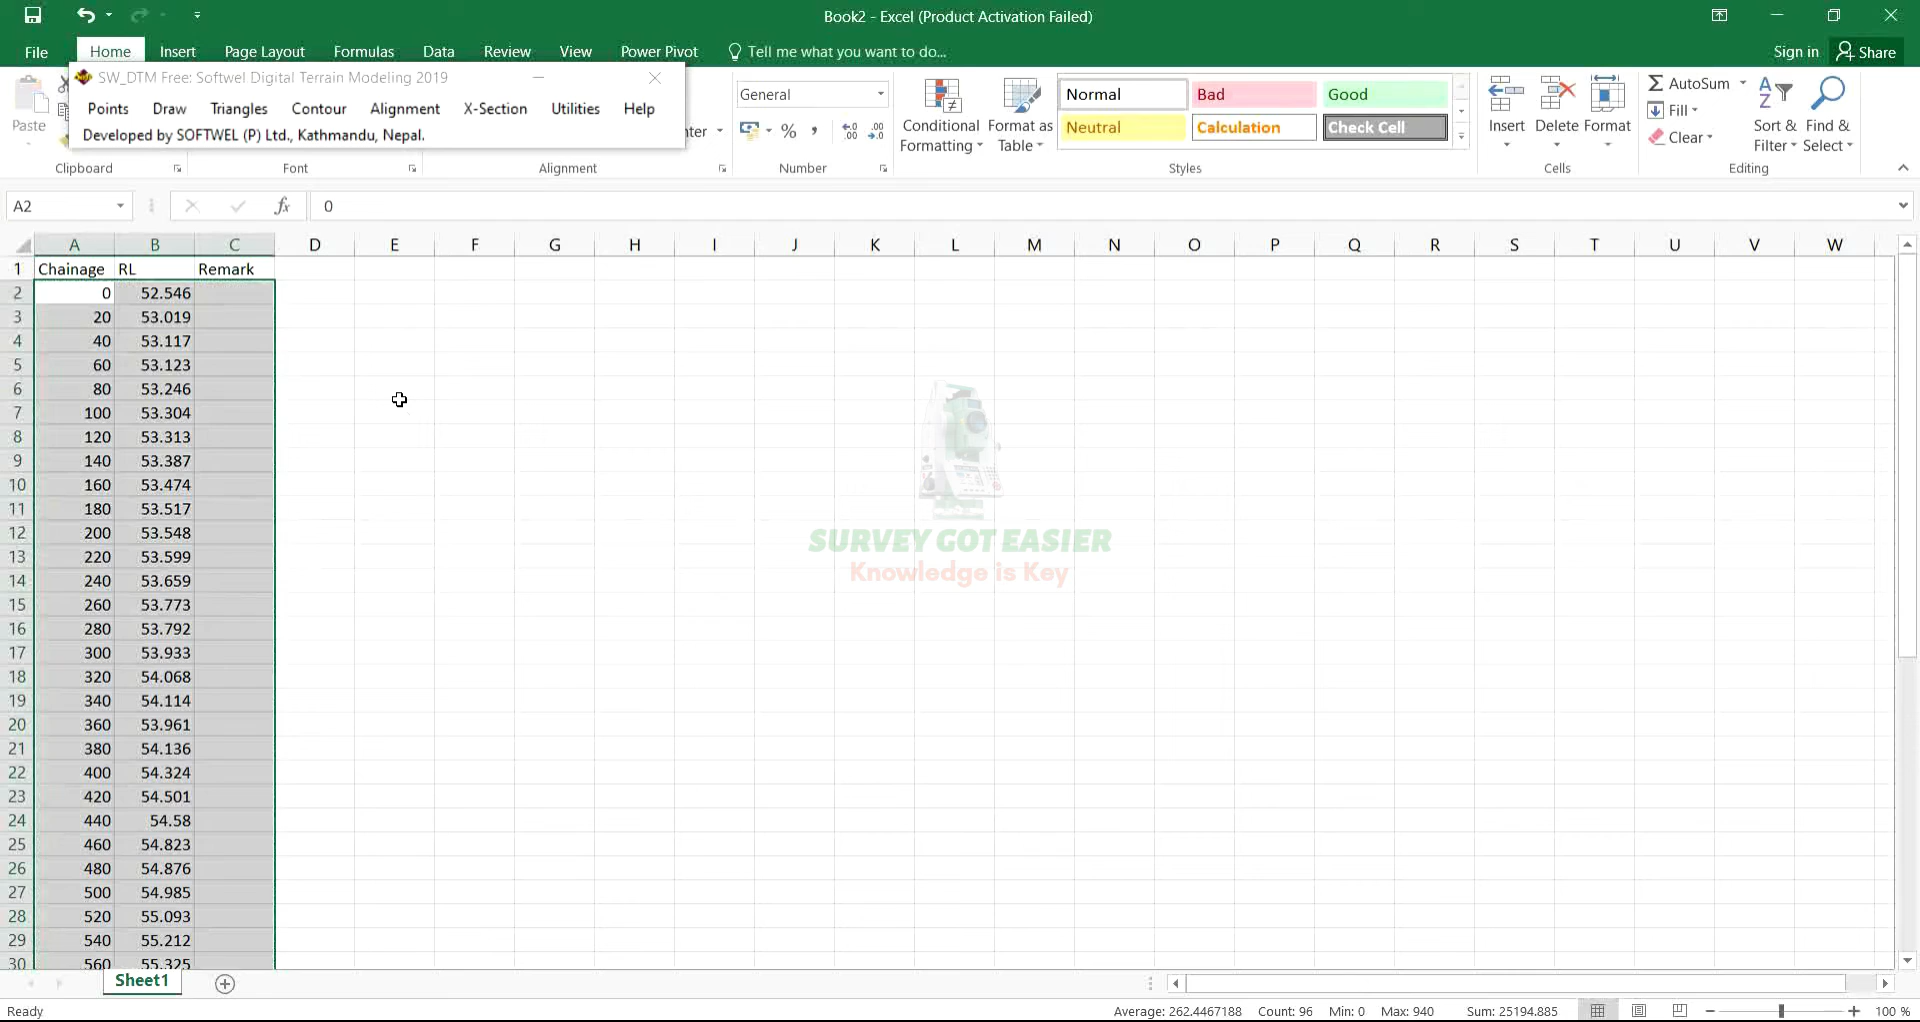 Book2 - Excel (Product Activation Failed)
File Home Insert Page Layout Formulas Data Review View Power Pivot Tell me what you want to do... Sign in Share
SW_DTM Free: Softwel Digital Terrain Modeling 2019
Points Draw Triangles Contour Alignment X-Section Utilities Help
Developed by SOFTWEL (P) Ltd., Kathmandu, Nepal.
Paste
General
%
Conditional Formatting
Format as Table
Normal Bad Good
Neutral Calculation Check Cell
Insert Delete Format
AutoSum
Fill
Clear
Sort & Filter
Find & Select
Clipboard Font Alignment Number Styles Cells Editing
A2 fx 0
A B C D E F G H I J K L M N O P Q R S T U V W
1 Chainage RL Remark
2 0 52.546
3 20 53.019
4 40 53.117
5 60 53.123
6 80 53.246
7 100 53.304
8 120 53.313
9 140 53.387
10 160 53.474
11 180 53.517
12 200 53.548
13 220 53.599
14 240 53.659
15 260 53.773
16 280 53.792
17 300 53.933
18 320 54.068
19 340 54.114
20 360 53.961
21 380 54.136
22 400 54.324
23 420 54.501
24 440 54.58
25 460 54.823
26 480 54.876
27 500 54.985
28 520 55.093
29 540 55.212
30 560 55.325
SURVEY GOT EASIER
Knowledge is Key
Sheet1
Ready Average: 262.4467188 Count: 96 Min: 0 Max: 940 Sum: 25194.885 100 %